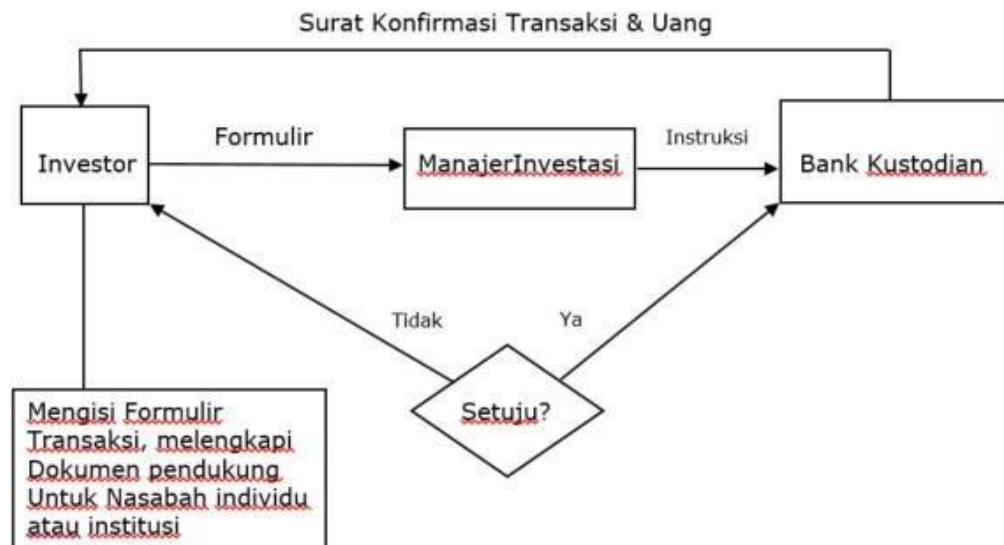 Surat Konfirmasi Transaksi & Uang
Investor
Formulir
ManajerInvestasi
Instruksi
Bank Kustodian
Tidak
Ya
Setuju?
Mengisi Formulir
Transaksi, melengkapi
Dokumen pendukung
Untuk Nasabah individu
atau institusi